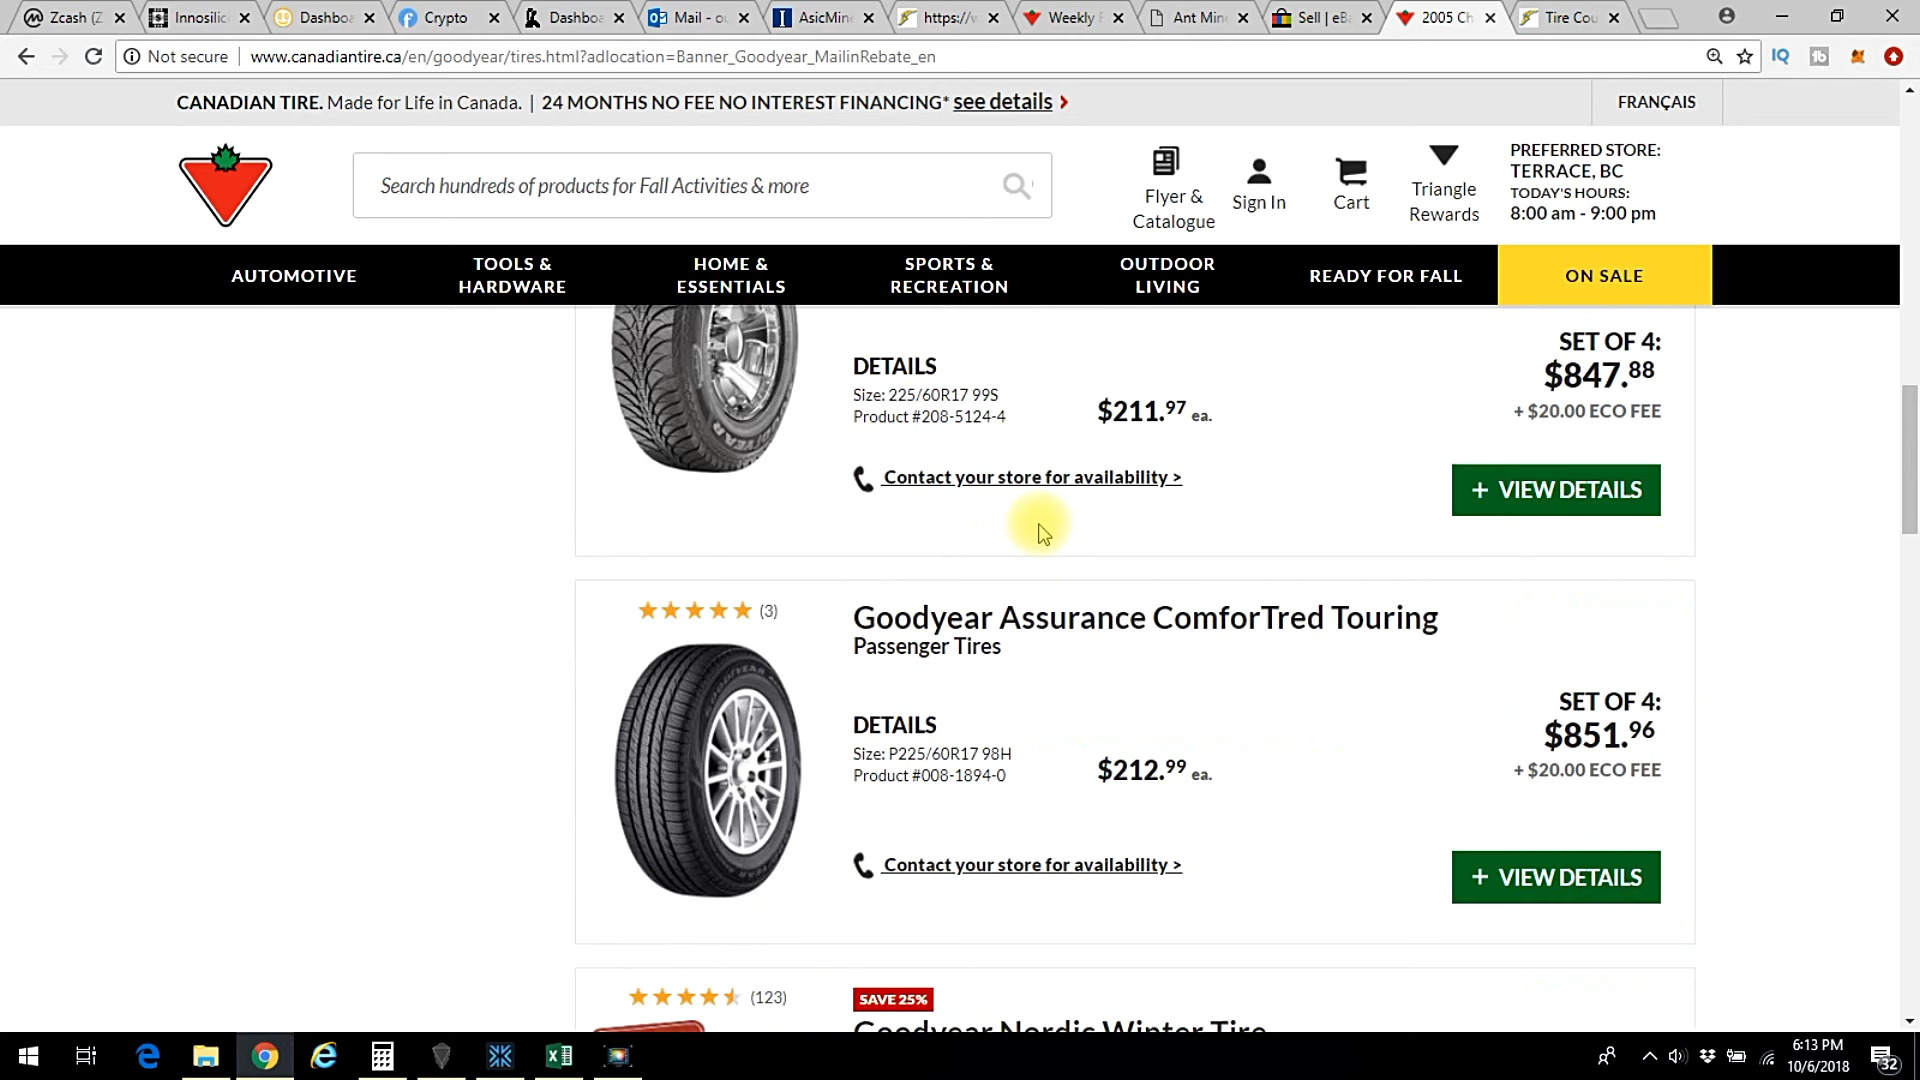 Zcash (Z
Innosilic
Dashboa
Crypto
Dashboa
Mail - ou
AsicMine
https://w
Weekly F
Ant Mine
Sell | eBa
2005 Ch
Tire Cou
Not secure
www.canadiantire.ca/en/goodyear/tires.html?adlocation=Banner_Goodyear_MailinRebate_en
CANADIAN TIRE. Made for Life in Canada. | 24 MONTHS NO FEE NO INTEREST FINANCING* see details >
FRANÇAIS
Search hundreds of products for Fall Activities & more
Flyer &
Catalogue
Sign In
Cart
Triangle
Rewards
PREFERRED STORE:
TERRACE, BC
TODAY'S HOURS:
8:00 am - 9:00 pm
AUTOMOTIVE
TOOLS &
HARDWARE
HOME &
ESSENTIALS
SPORTS &
RECREATION
OUTDOOR
LIVING
READY FOR FALL
ON SALE
DETAILS
Size: 225/60R17 99S
Product #208-5124-4
$211.97 ea.
SET OF 4:
$847.88
+ $20.00 ECO FEE
Contact your store for availability >
+ VIEW DETAILS
(3)
Goodyear Assurance ComforTred Touring
Passenger Tires
DETAILS
Size: P225/60R17 98H
Product #008-1894-0
$212.99 ea.
SET OF 4:
$851.96
+ $20.00 ECO FEE
Contact your store for availability >
+ VIEW DETAILS
(123)
SAVE 25%
Goodyear Nordic Winter Tire
6:13 PM
10/6/2018
32